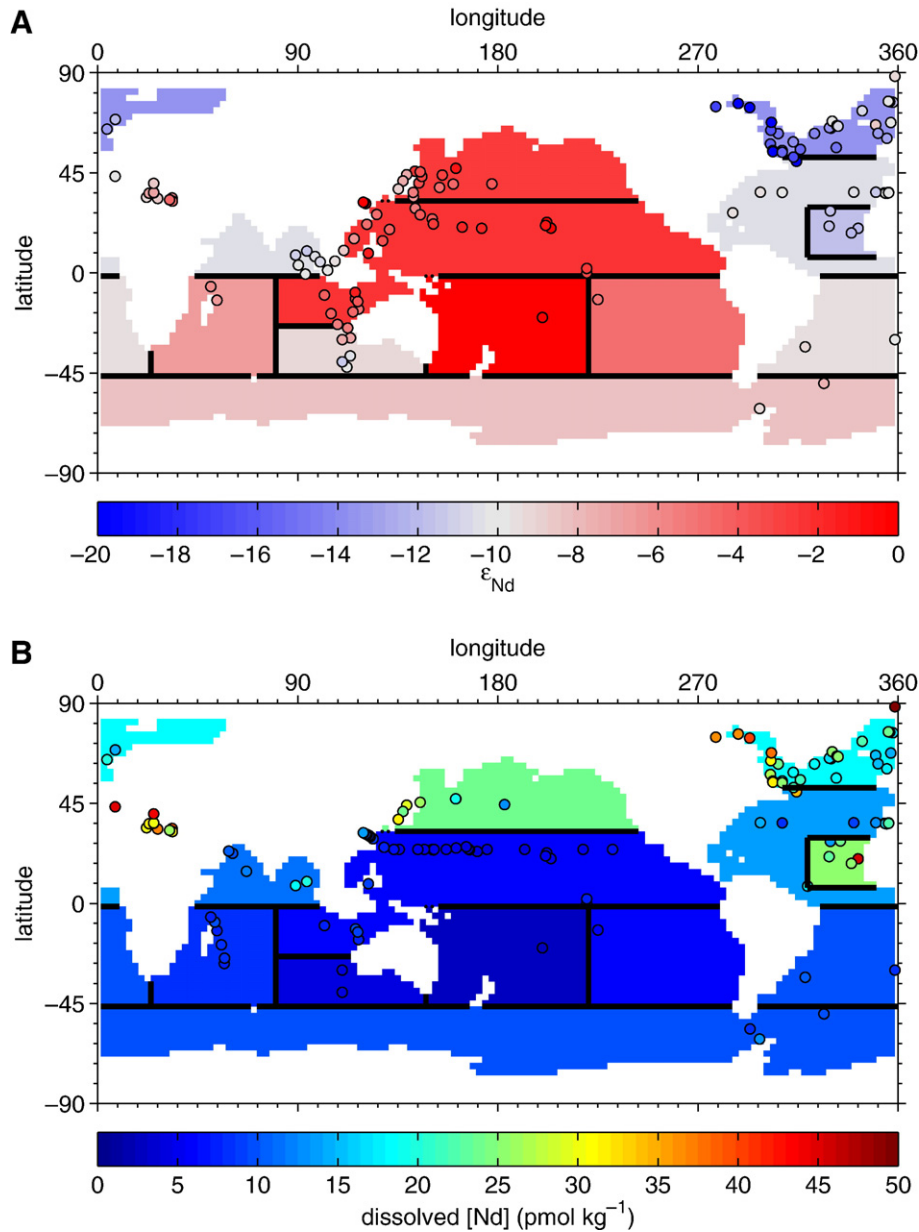 A
longitude
0 90 180 270 360
90
45
0
−45
−90
latitude
−20 −18 −16 −14 −12 −10 −8 −6 −4 −2 0
εNd
B
longitude
0 90 180 270 360
90
45
0
−45
−90
latitude
0 5 10 15 20 25 30 35 40 45 50
dissolved [Nd] (pmol kg⁻¹)